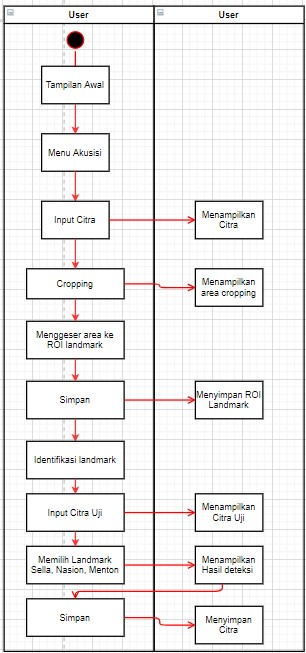 User
User
Tampilan Awal
Menu Akusisi
Input Citra
Menampilkan
Citra
Cropping
Menampilkan
area cropping
Menggeser area ke
ROI landmark
Simpan
Menyimpan ROI
Landmark
Identifikasi landmark
Input Citra Uji
Menampilkan
Citra Uji
Memilih Landmark
Sella, Nasion, Menton
Menampilkan
Hasil deteksi
Simpan
Menyimpan
Citra